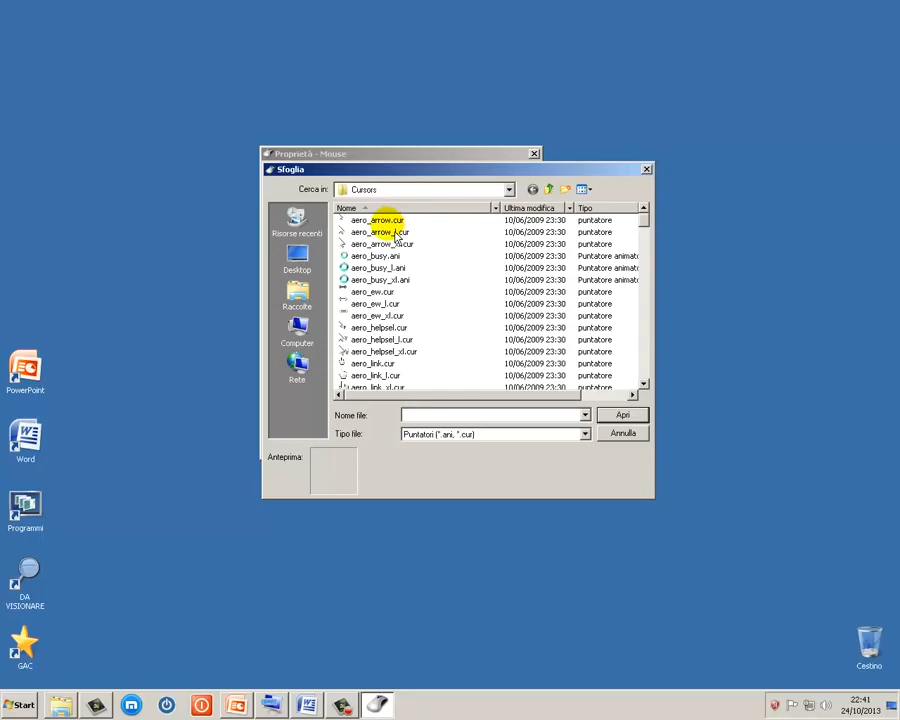 Proprietà - Mouse
Sfoglia
Cerca in: Cursors
Nome Ultima modifica Tipo
aero_arrow.cur 10/06/2009 23:30 puntatore
aero_arrow_l.cur 10/06/2009 23:30 puntatore
aero_arrow_xl.cur 10/06/2009 23:30 puntatore
aero_busy.ani 10/06/2009 23:30 Puntatore animato
aero_busy_l.ani 10/06/2009 23:30 Puntatore animato
aero_busy_xl.ani 10/06/2009 23:30 Puntatore animato
aero_ew.cur 10/06/2009 23:30 puntatore
aero_ew_l.cur 10/06/2009 23:30 puntatore
aero_ew_xl.cur 10/06/2009 23:30 puntatore
aero_helpsel.cur 10/06/2009 23:30 puntatore
aero_helpsel_l.cur 10/06/2009 23:30 puntatore
aero_helpsel_xl.cur 10/06/2009 23:30 puntatore
aero_link.cur 10/06/2009 23:30 puntatore
aero_link_l.cur 10/06/2009 23:30 puntatore
aero_link_xl.cur 10/06/2009 23:30 puntatore
Risorse recenti
Desktop
Raccolte
Computer
Rete
Nome file: Apri
Tipo file: Puntatori (*.ani, *.cur) Annulla
Anteprima:
PowerPoint
Word
Programmi
DA
VISIONARE
GAC
Cestino
Start
22:41
24/10/2013